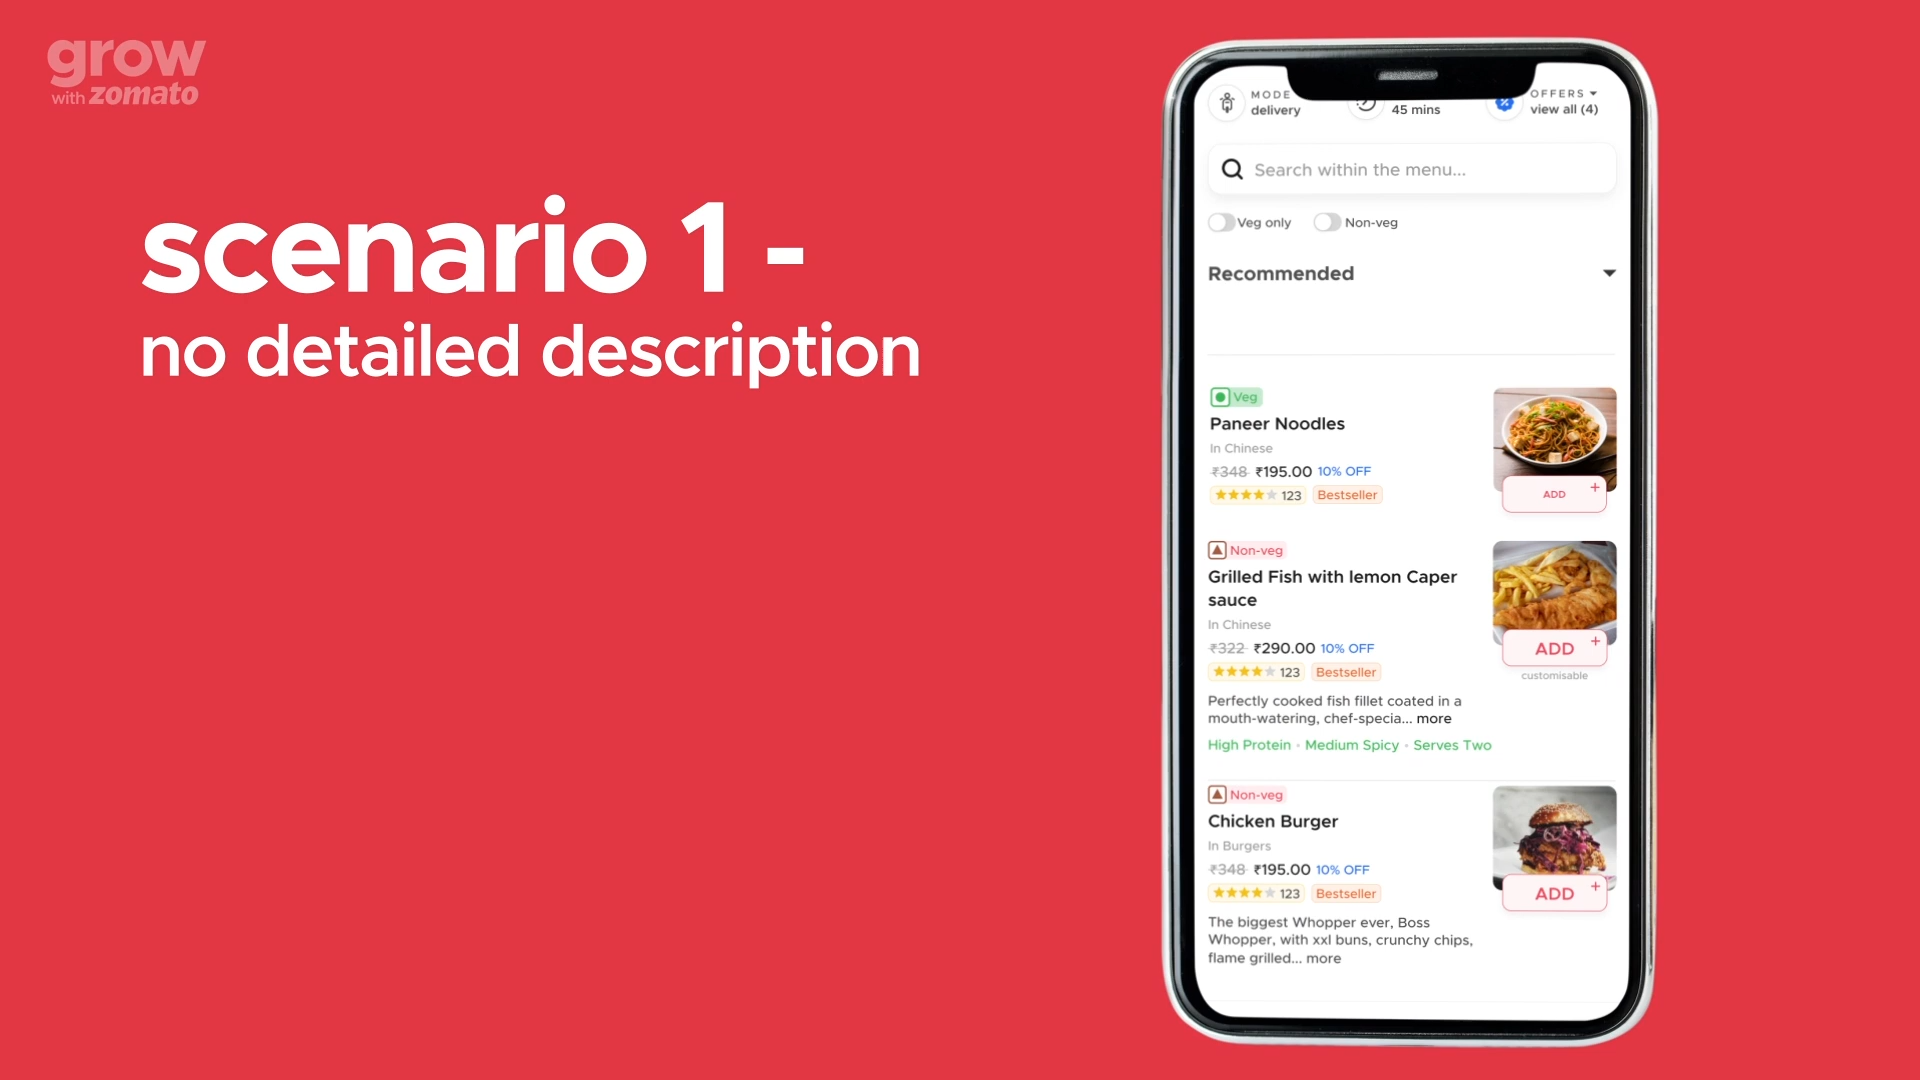 grow
with zomato
scenario 1 -
no detailed description
MODE
delivery
45 mins
OFFERS
view all (4)
Search within the menu...
Veg only
Non-veg
Recommended
Veg
Paneer Noodles
In Chinese
₹348 ₹195.00 10% OFF
123 Bestseller
ADD +
Non-veg
Grilled Fish with lemon Caper
sauce
In Chinese
₹322 ₹290.00 10% OFF
123 Bestseller
ADD +
customisable
Perfectly cooked fish fillet coated in a
mouth-watering, chef-specia... more
High Protein • Medium Spicy • Serves Two
Non-veg
Chicken Burger
In Burgers
₹348 ₹195.00 10% OFF
123 Bestseller
ADD +
The biggest Whopper ever, Boss
Whopper, with xxl buns, crunchy chips,
flame grilled... more